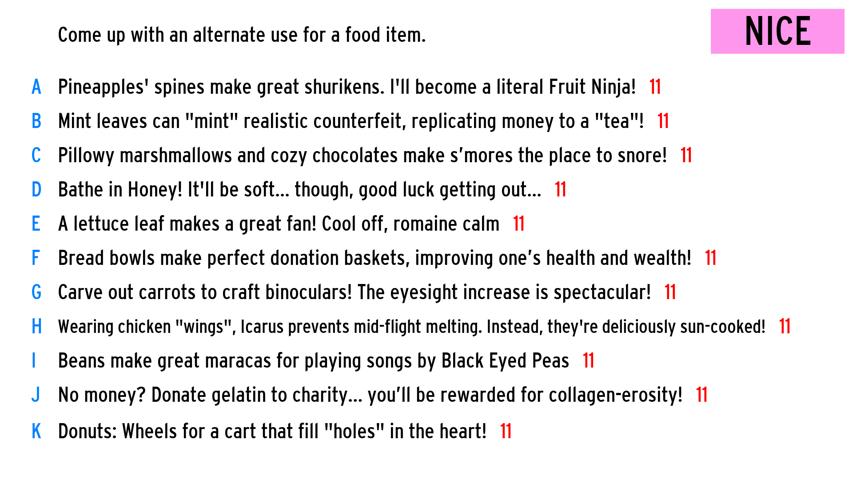 Come up with an alternate use for a food item.
NICE
A Pineapples' spines make great shurikens. I'll become a literal Fruit Ninja! 11
B Mint leaves can "mint" realistic counterfeit, replicating money to a "tea"! 11
C Pillowy marshmallows and cozy chocolates make s’mores the place to snore! 11
D Bathe in Honey! It'll be soft... though, good luck getting out... 11
E A lettuce leaf makes a great fan! Cool off, romaine calm 11
F Bread bowls make perfect donation baskets, improving one’s health and wealth! 11
G Carve out carrots to craft binoculars! The eyesight increase is spectacular! 11
H Wearing chicken "wings", Icarus prevents mid-flight melting. Instead, they're deliciously sun-cooked! 11
I Beans make great maracas for playing songs by Black Eyed Peas 11
J No money? Donate gelatin to charity... you’ll be rewarded for collagen-erosity! 11
K Donuts: Wheels for a cart that fill "holes" in the heart! 11